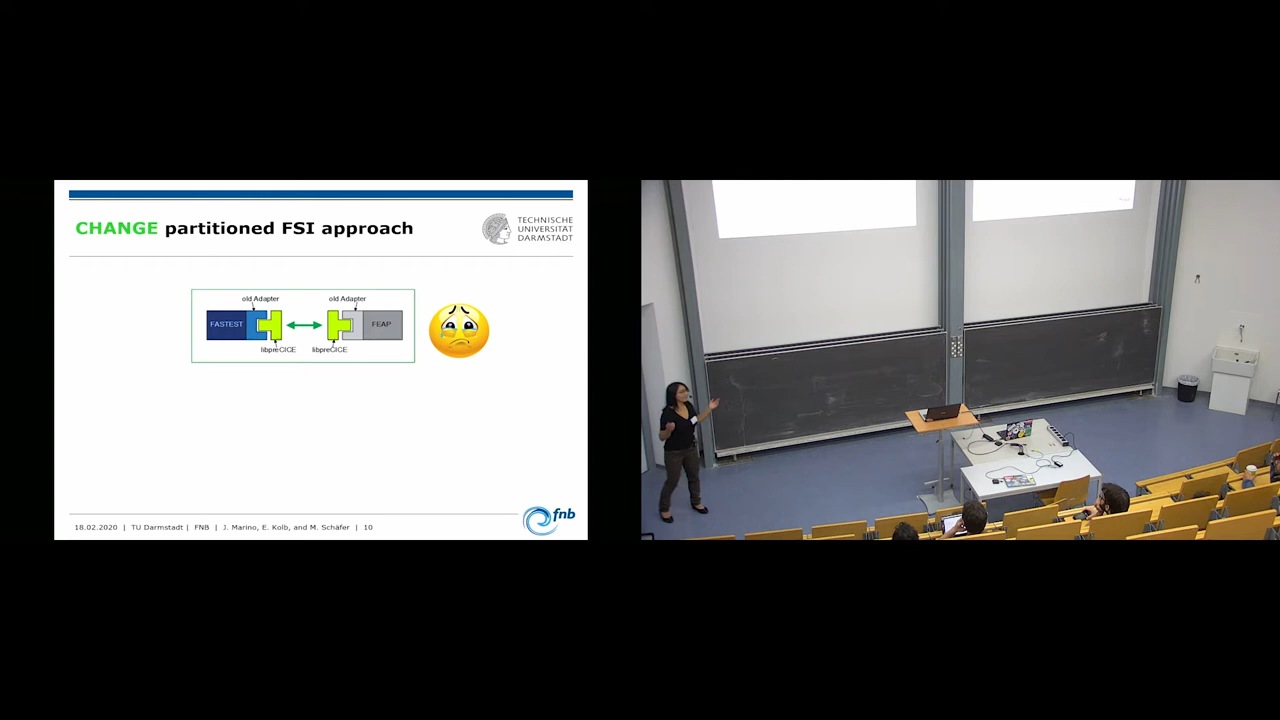 CHANGE partitioned FSI approach
TECHNISCHE
UNIVERSITÄT
DARMSTADT
old Adapter
old Adapter
FASTEST
FEAP
libpreCICE
libpreCICE
18.02.2020 | TU Darmstadt | FNB | J. Marino, E. Kolb, and M. Schäfer | 10
fnb